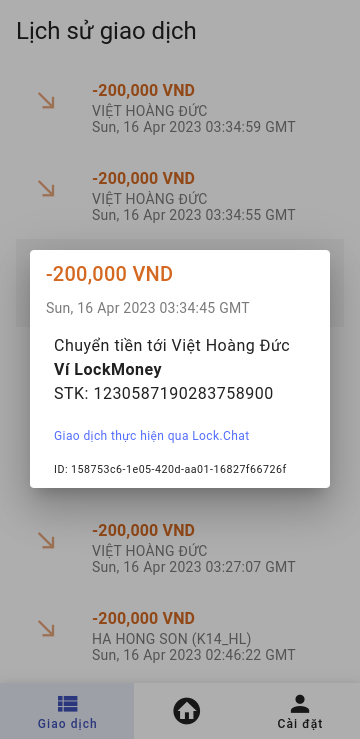 Lịch sử giao dịch
-200,000 VND
VIỆT HOÀNG ĐỨC
Sun, 16 Apr 2023 03:34:59 GMT
-200,000 VND
VIỆT HOÀNG ĐỨC
Sun, 16 Apr 2023 03:34:55 GMT
-200,000 VND
Sun, 16 Apr 2023 03:34:45 GMT
Chuyển tiền tới Việt Hoàng Đức
Ví LockMoney
STK: 12305871902837589​00
Giao dịch thực hiện qua Lock.Chat
ID: 158753c6-1e05-420d-aa01-16827f66726f
-200,000 VND
VIỆT HOÀNG ĐỨC
Sun, 16 Apr 2023 03:27:07 GMT
-200,000 VND
HA HONG SON (K14_HL)
Sun, 16 Apr 2023 02:46:22 GMT
Giao dịch
Cài đặt